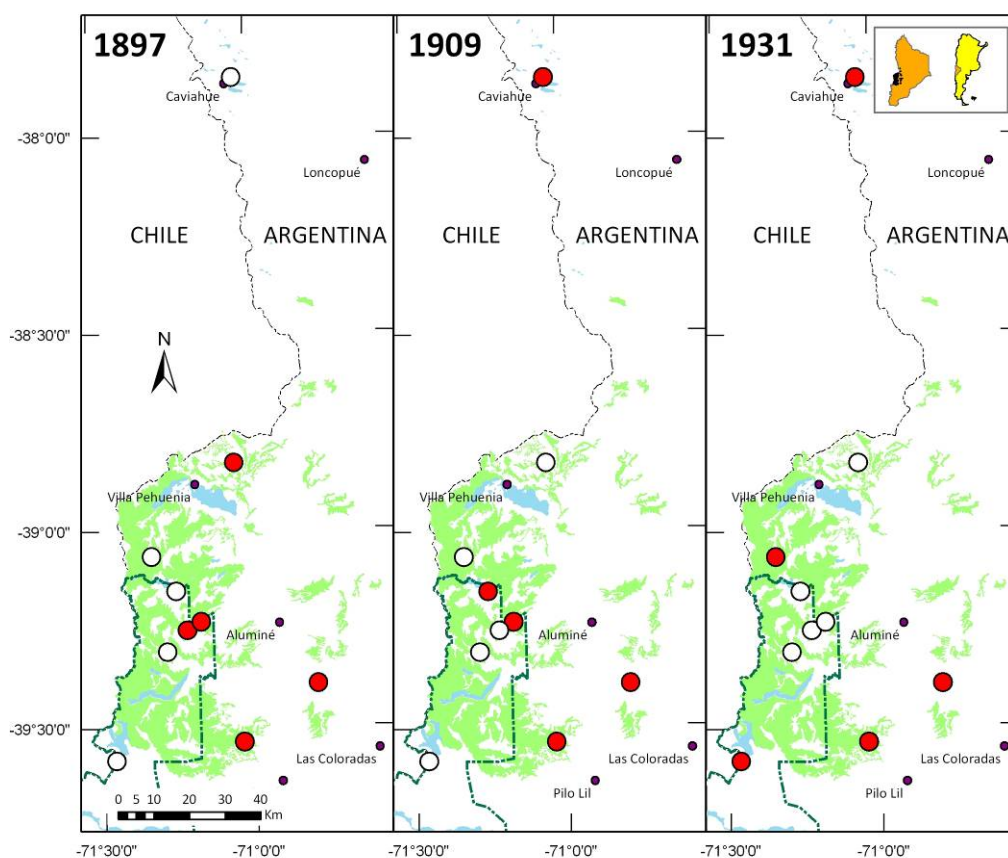 1897
1909
1931
Caviahue
Caviahue
Caviahue
-38°0'0"
Loncopué
Loncopué
Loncopué
CHILE ARGENTINA
CHILE ARGENTINA
CHILE ARGENTINA
-38°30'0"
N
Villa Pehuenia
Villa Pehuenia
Villa Pehuenia
-39°0'0"
Aluminé
Aluminé
Aluminé
-39°30'0"
Las Coloradas
Las Coloradas
Las Coloradas
Pilo Lil
Pilo Lil
0 5 10 20 30 40
Km
-71°30'0" -71°0'0"
-71°30'0" -71°0'0"
-71°30'0" -71°0'0"